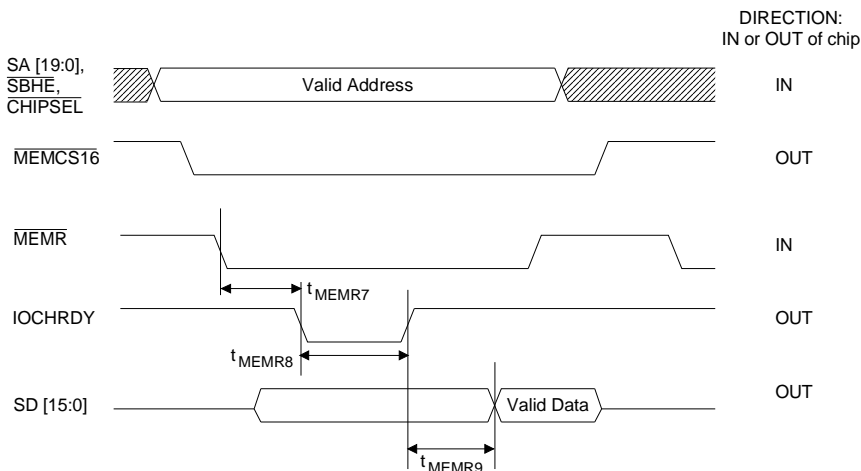 DIRECTION:
IN or OUT of chip
SA [19:0],
SBHE,
CHIPSEL
Valid Address
IN
MEMCS16
OUT
MEMR
IN
tMEMR7
IOCHRDY
OUT
tMEMR8
OUT
SD [15:0]
Valid Data
tMEMR9